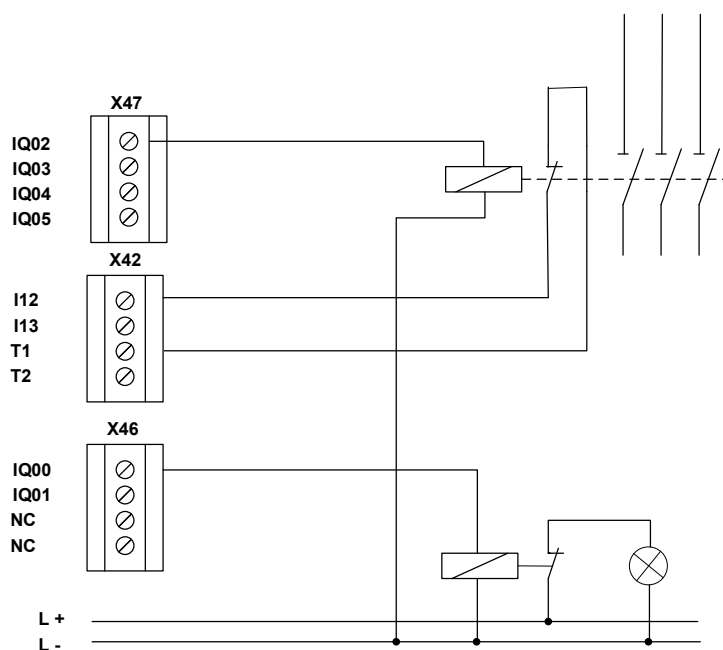 X47
IQ02
IQ03
IQ04
IQ05
X42
I12
I13
T1
T2
X46
IQ00
IQ01
NC
NC
L +
L -